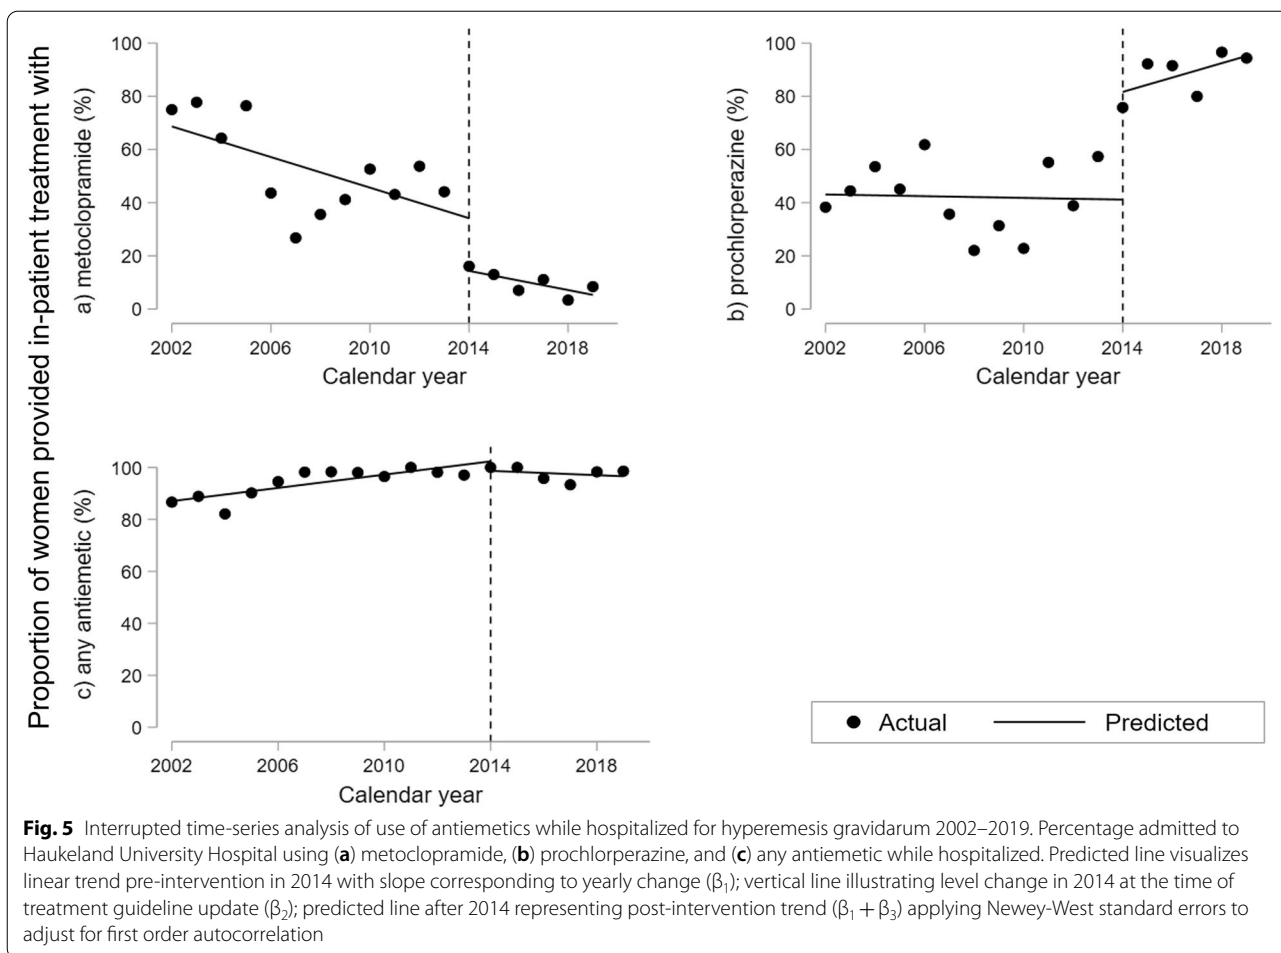 Proportion of women provided in-patient treatment with
a) metoclopramide (%)
100
80
60
40
20
0
2002 2006 2010 2014 2018
Calendar year
b) prochlorperazine (%)
100
80
60
40
20
0
2002 2006 2010 2014 2018
Calendar year
c) any antiemetic (%)
100
80
60
40
20
0
2002 2006 2010 2014 2018
Calendar year
Actual Predicted
Fig. 5 Interrupted time-series analysis of use of antiemetics while hospitalized for hyperemesis gravidarum 2002–2019. Percentage admitted to
Haukeland University Hospital using (a) metoclopramide, (b) prochlorperazine, and (c) any antiemetic while hospitalized. Predicted line visualizes
linear trend pre-intervention in 2014 with slope corresponding to yearly change (β₁); vertical line illustrating level change in 2014 at the time of
treatment guideline update (β₂); predicted line after 2014 representing post-intervention trend (β₁ + β₃) applying Newey-West standard errors to
adjust for first order autocorrelation